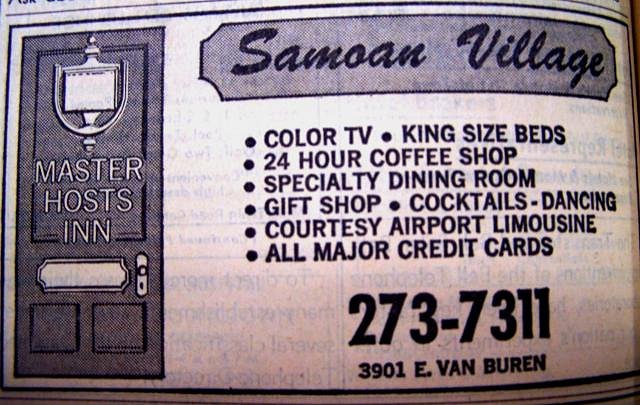 Samoan Village
MASTER
HOSTS
INN
• COLOR TV • KING SIZE BEDS
• 24 HOUR COFFEE SHOP
• SPECIALTY DINING ROOM
• GIFT SHOP • COCKTAILS - DANCING
• COURTESY AIRPORT LIMOUSINE
• ALL MAJOR CREDIT CARDS
273-7311
3901 E. VAN BUREN